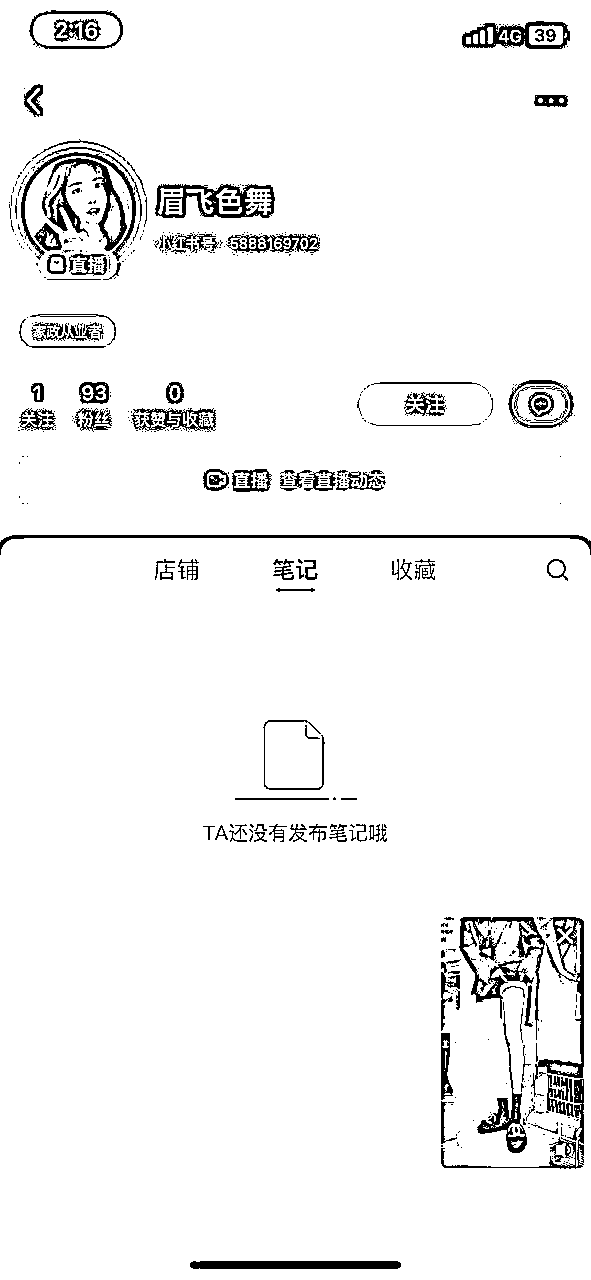 2:16
4G 39
眉飞色舞
小红书号：5888169702
直播
家政从业者
1 93 0
关注 粉丝 获赞与收藏
关注
直播 查看直播动态
店铺 笔记 收藏
TA还没有发布笔记哦